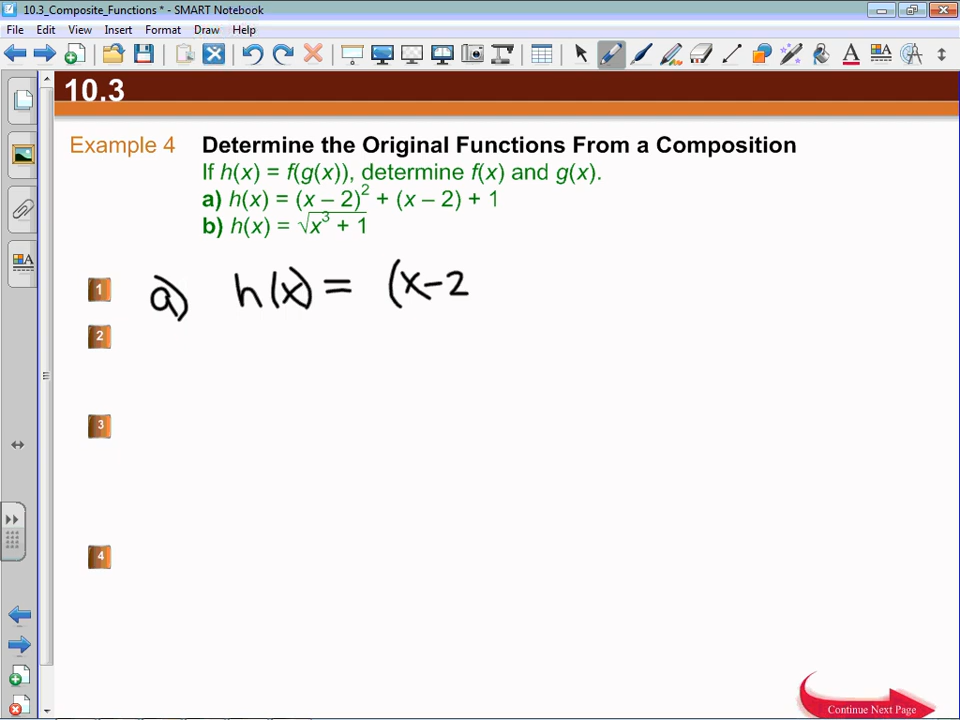 10.3_Composite_Functions * - SMART Notebook
File Edit View Insert Format Draw Help
10.3
Example 4 Determine the Original Functions From a Composition
If h(x) = f(g(x)), determine f(x) and g(x).
a) h(x) = (x – 2)² + (x – 2) + 1
b) h(x) = √x³ + 1
1 a) h(x) = (x-2
2
3
4
Continue Next Page